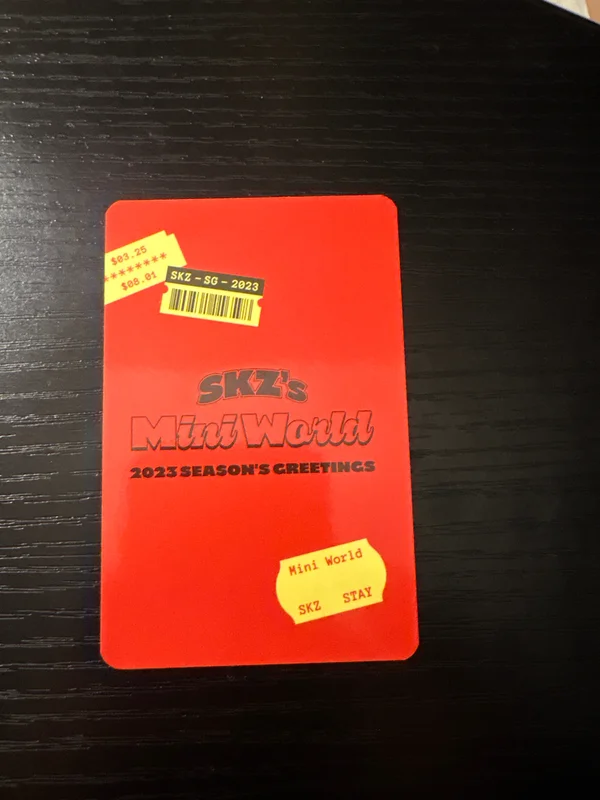 $03.25
********
$08.01
SKZ-SG-2023
SKZ's
Mini World
2023 SEASON'S GREETINGS
Mini World
SKZ STAY